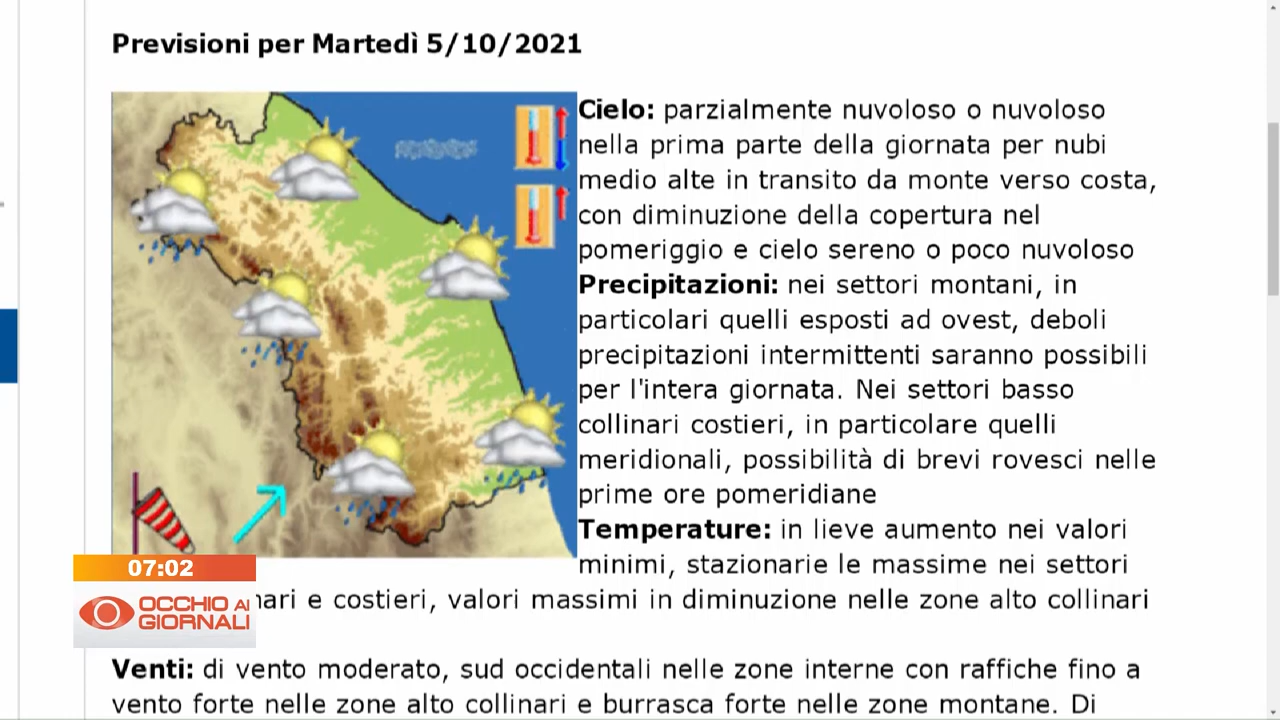 Previsioni per Martedì 5/10/2021
Cielo: parzialmente nuvoloso o nuvoloso
nella prima parte della giornata per nubi
medio alte in transito da monte verso costa,
con diminuzione della copertura nel
pomeriggio e cielo sereno o poco nuvoloso
Precipitazioni: nei settori montani, in
particolari quelli esposti ad ovest, deboli
precipitazioni intermittenti saranno possibili
per l'intera giornata. Nei settori basso
collinari costieri, in particolare quelli
meridionali, possibilità di brevi rovesci nelle
prime ore pomeridiane
Temperature: in lieve aumento nei valori
minimi, stazionarie le massime nei settori
nari e costieri, valori massimi in diminuzione nelle zone alto collinari
Venti: di vento moderato, sud occidentali nelle zone interne con raffiche fino a
vento forte nelle zone alto collinari e burrasca forte nelle zone montane. Di
07:02
OCCHIO AI
GIORNALI